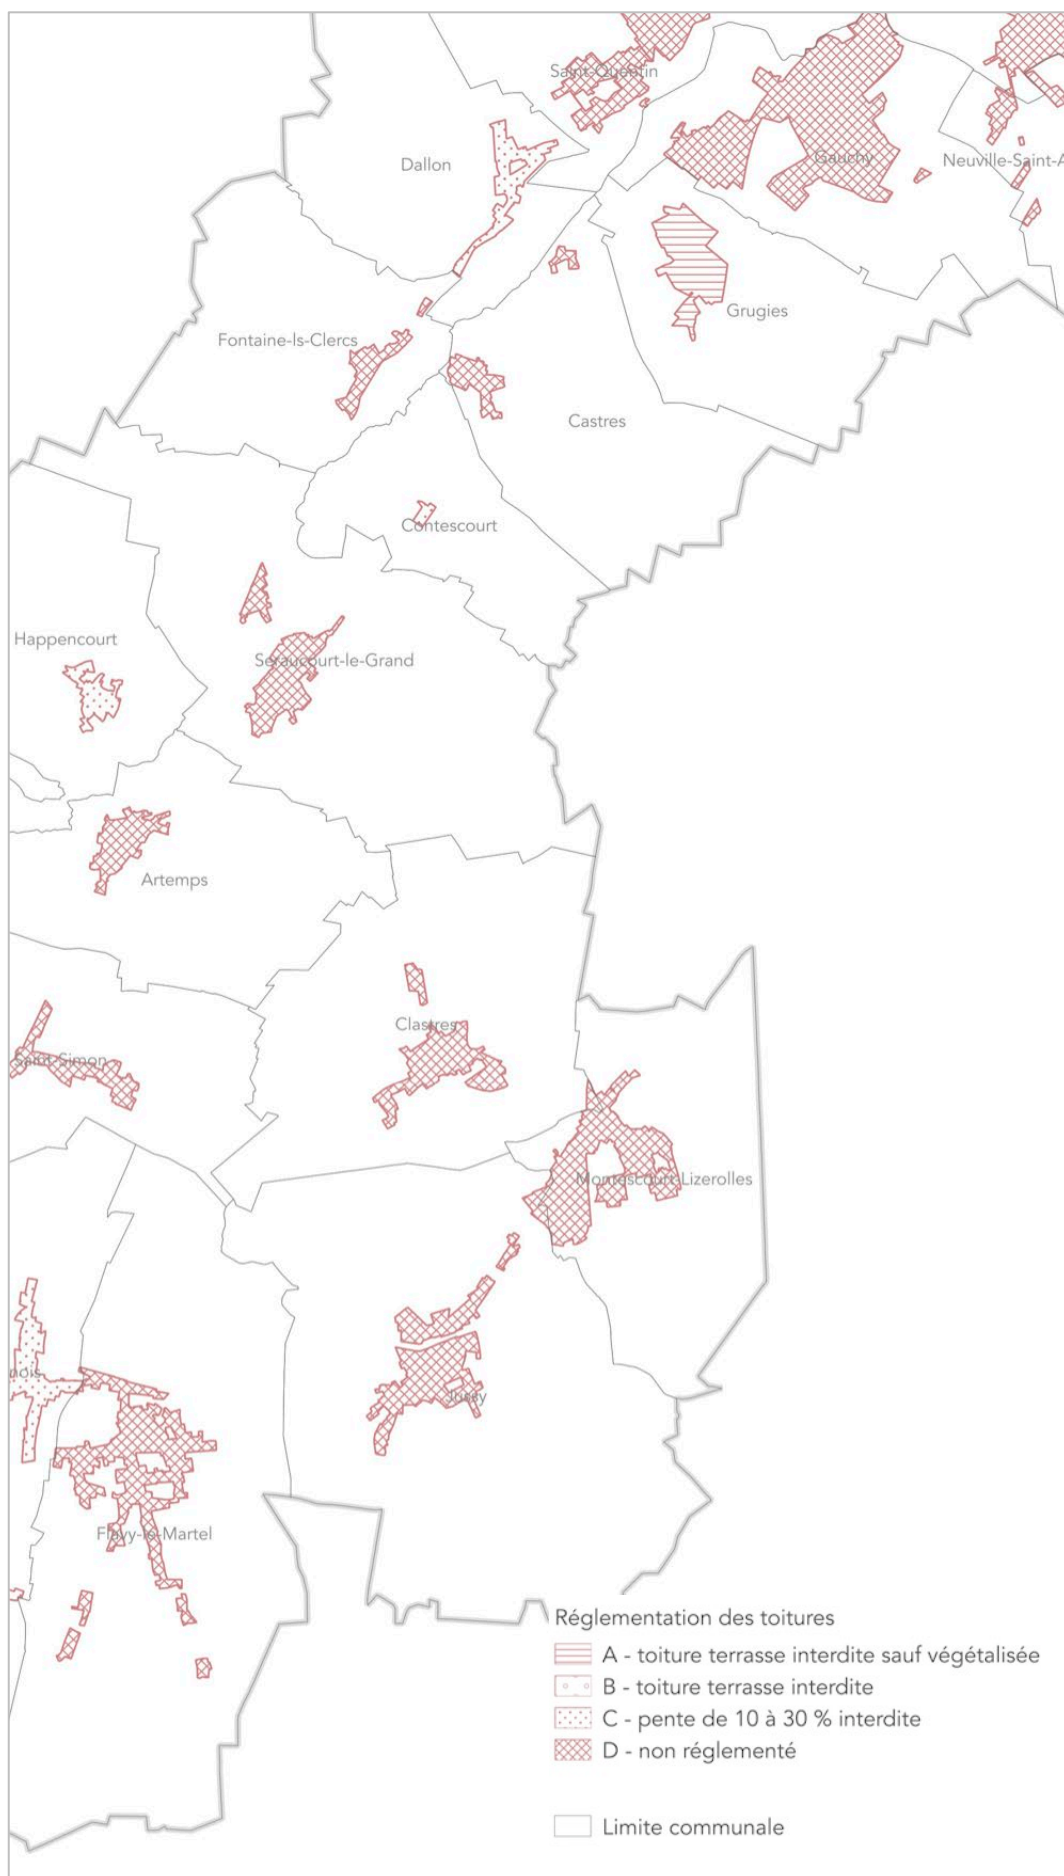 Saint-Quentin
Dallon
Gauchy
Neuville-Saint-A
Grugies
Fontaine-ls-Clercs
Castres
Contescourt
Happencourt
Seraucourt-le-Grand
Artemps
Clastres
Saint-Simon
Montescourt-Lizerolles
nois
Jussy
Flavy-le-Martel
Réglementation des toitures
A - toiture terrasse interdite sauf végétalisée
B - toiture terrasse interdite
C - pente de 10 à 30 % interdite
D - non réglementé
Limite communale